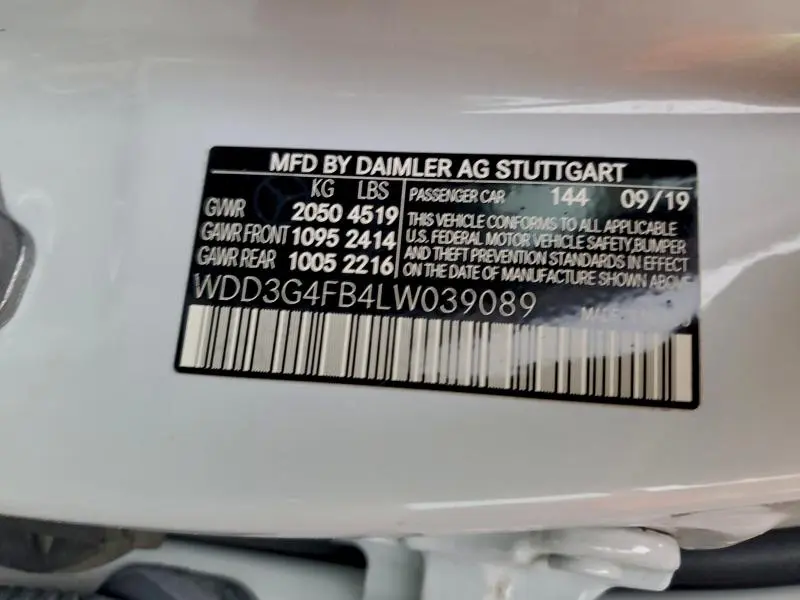 MFD BY DAIMLER AG STUTTGART
KG LBS
GVWR 2050 4519
GAWR FRONT 1095 2414
GAWR REAR 1005 2216
PASSENGER CAR 144 09/19
THIS VEHICLE CONFORMS TO ALL APPLICABLE
U.S. FEDERAL MOTOR VEHICLE SAFETY, BUMPER
AND THEFT PREVENTION STANDARDS IN EFFECT
ON THE DATE OF MANUFACTURE SHOWN ABOVE
WDD3G4FB4LW039089